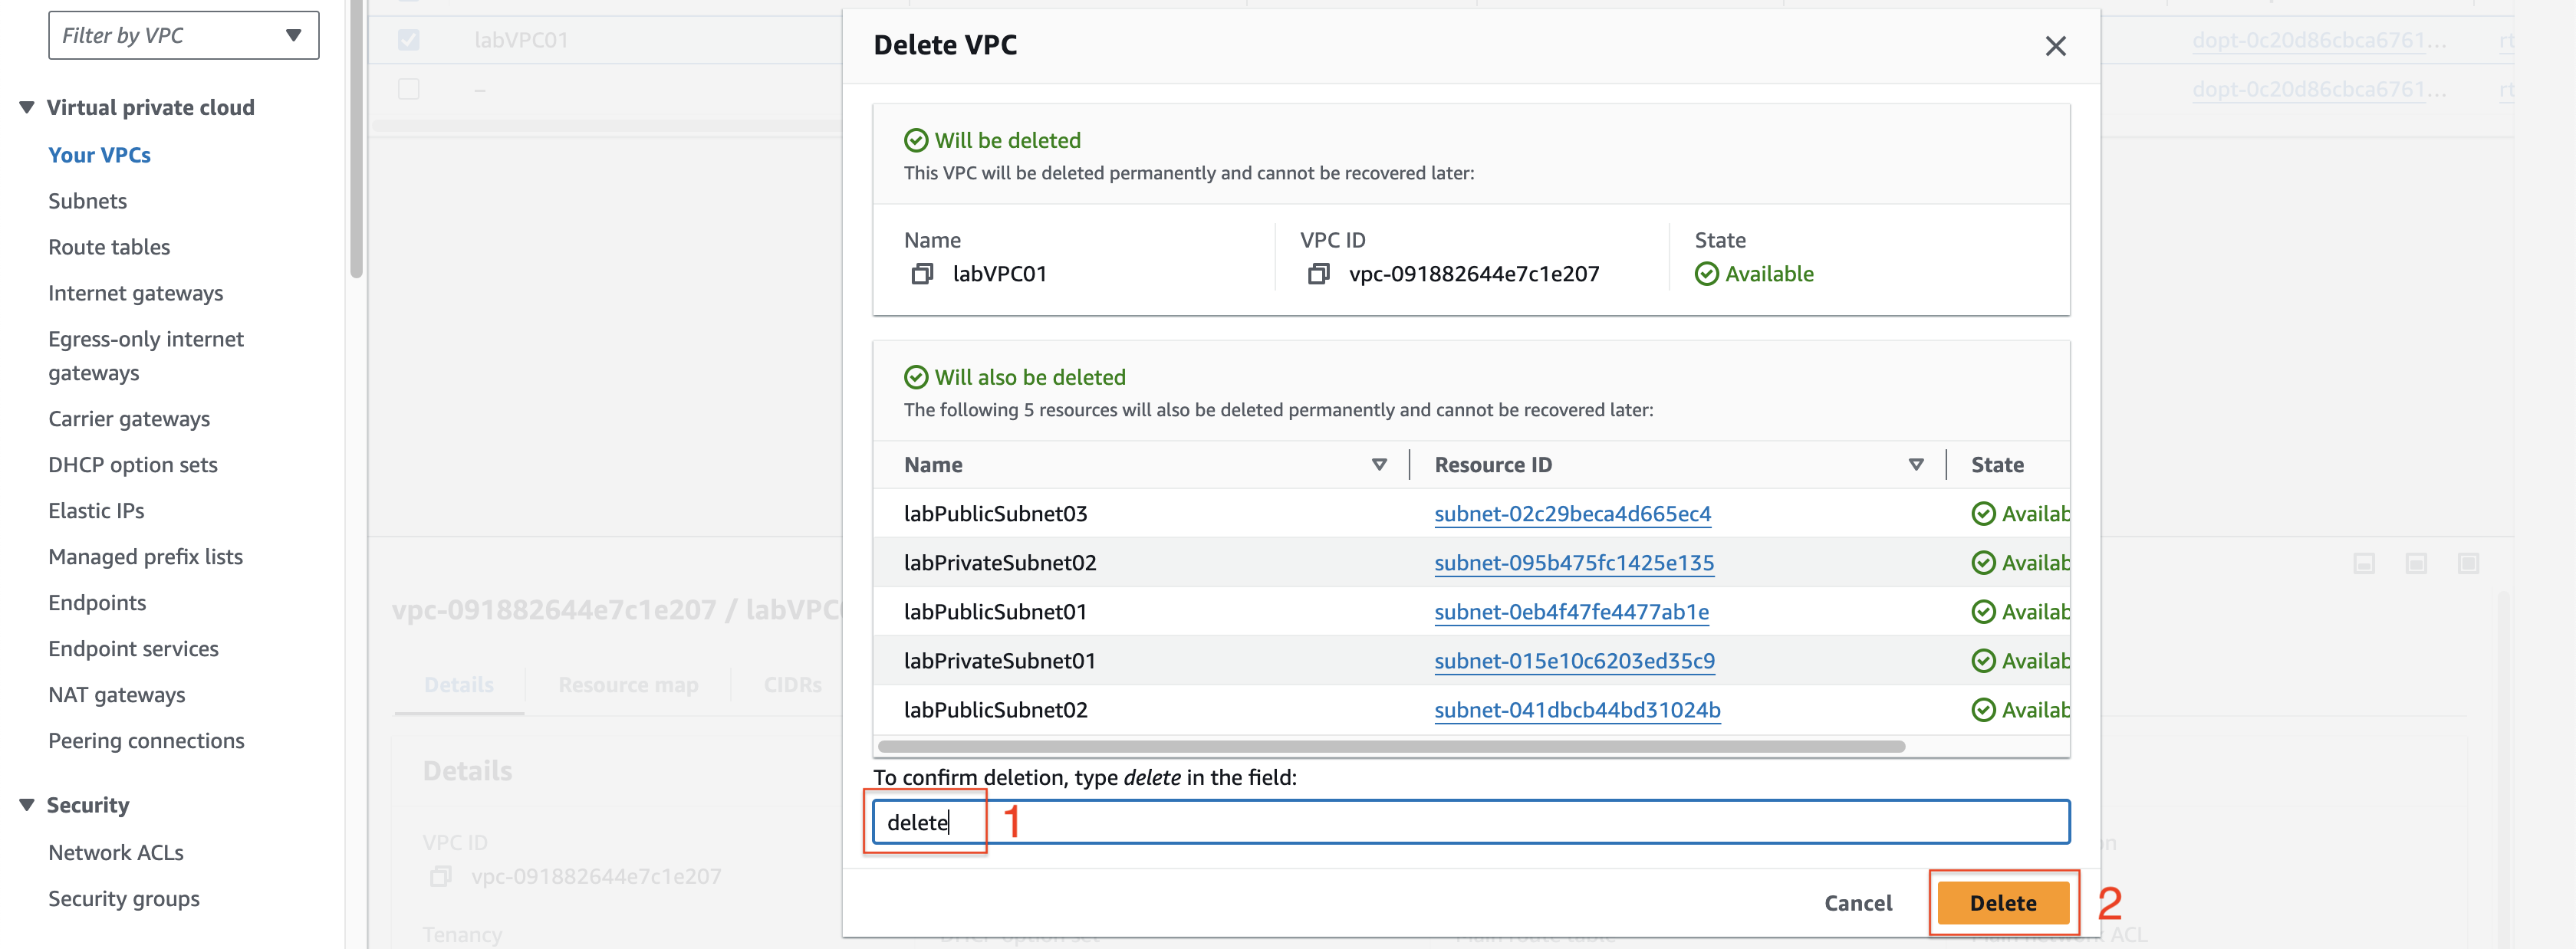 Filter by VPC
Virtual private cloud
Your VPCs
Subnets
Route tables
Internet gateways
Egress-only internet
gateways
Carrier gateways
DHCP option sets
Elastic IPs
Managed prefix lists
Endpoints
Endpoint services
NAT gateways
Peering connections
Security
Network ACLs
Security groups
labVPC01
–
dopt-0c20d86cbca6761... rt
dopt-0c20d86cbca6761... rt
vpc-091882644e7c1e207 / labVPC
Details Resource map CIDRs
Details
VPC ID
vpc-091882644e7c1e207
Tenancy
Delete VPC
Will be deleted
This VPC will be deleted permanently and cannot be recovered later:
Name VPC ID State
labVPC01 vpc-091882644e7c1e207 Available
Will also be deleted
The following 5 resources will also be deleted permanently and cannot be recovered later:
Name Resource ID State
labPublicSubnet03 subnet-02c29beca4d665ec4 Availab
labPrivateSubnet02 subnet-095b475fc1425e135 Availab
labPublicSubnet01 subnet-0eb4f47fe4477ab1e Availab
labPrivateSubnet01 subnet-015e10c6203ed35c9 Availab
labPublicSubnet02 subnet-041dbcb44bd31024b Availab
To confirm deletion, type delete in the field:
delete 1
Cancel Delete 2